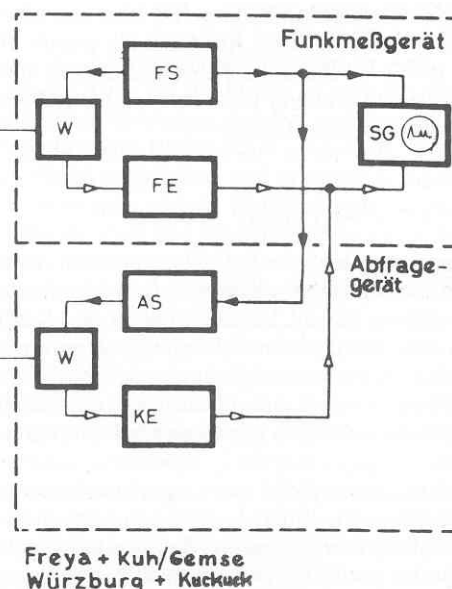 Funkmeßgerät
FS
W
SG
FE
Abfrage-
gerät
AS
W
KE
Freya + Kuh/Gemse
Würzburg + Kuckuck